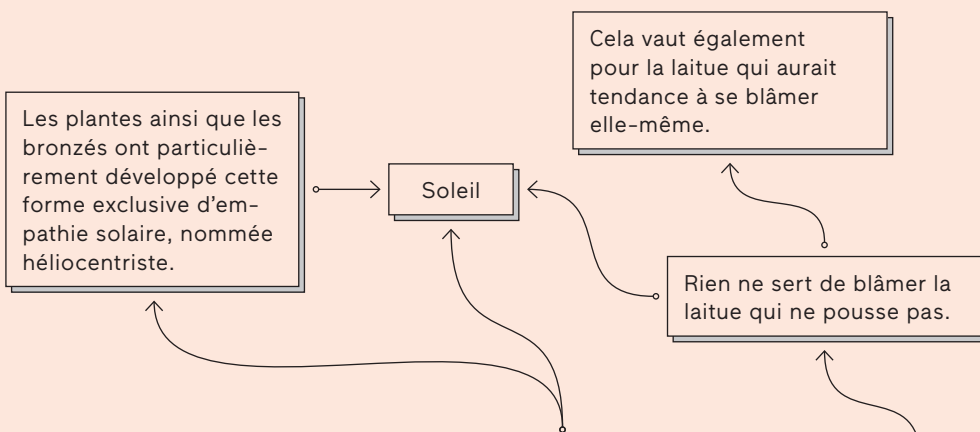 Cela vaut également
pour la laitue qui aurait
tendance à se blâmer
elle-même.
Les plantes ainsi que les
bronzés ont particuliè-
rement développé cette
forme exclusive d'em-
pathie solaire, nommée
héliocentriste.
Soleil
Rien ne sert de blâmer la
laitue qui ne pousse pas.